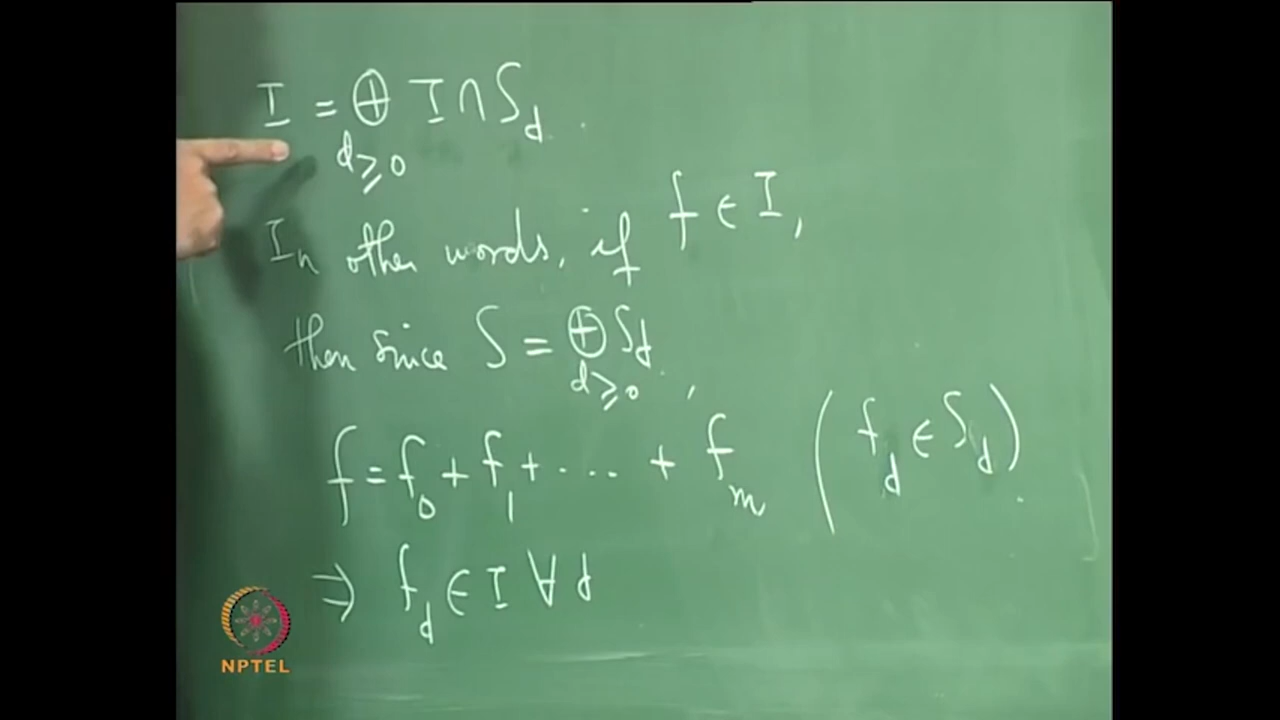 I = ⊕ I ∩ S_d
d ≥ 0
In other words, if f ∈ I,
then since S = ⊕ S_d,
d ≥ 0
f = f_0 + f_1 + ... + f_m (f_d ∈ S_d).
⇒ f_d ∈ I ∀ d
NPTEL